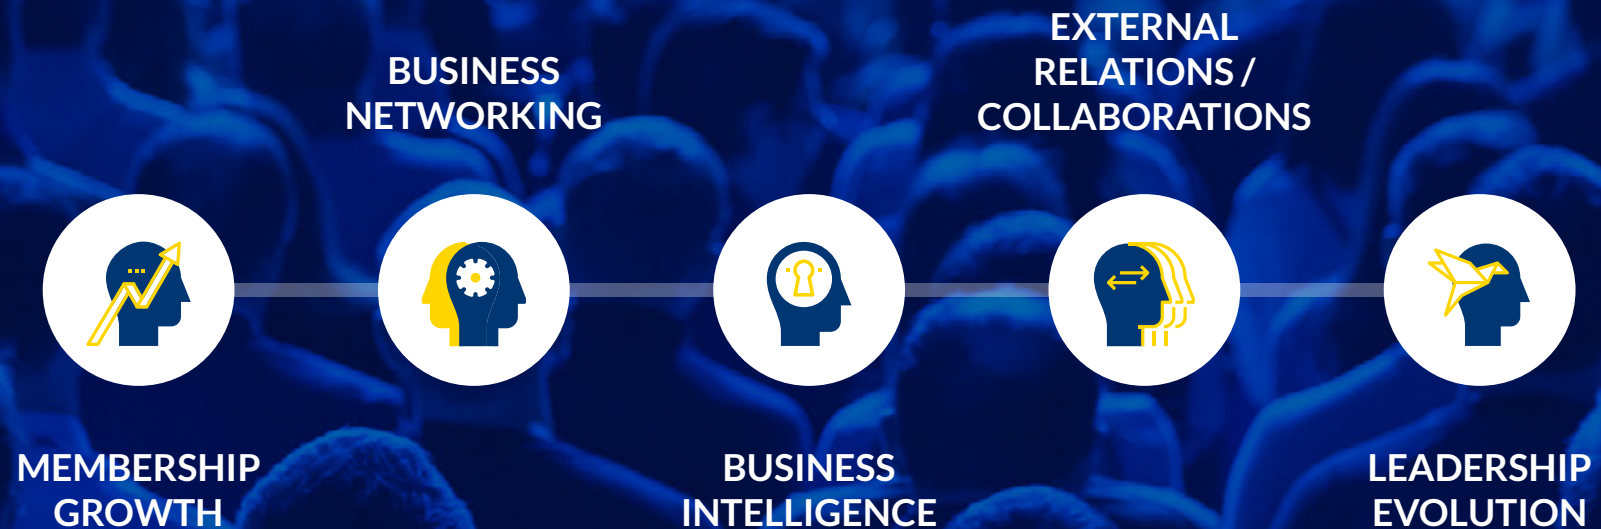 MEMBERSHIP
GROWTH
BUSINESS
NETWORKING
BUSINESS
INTELLIGENCE
EXTERNAL
RELATIONS /
COLLABORATIONS
LEADERSHIP
EVOLUTION